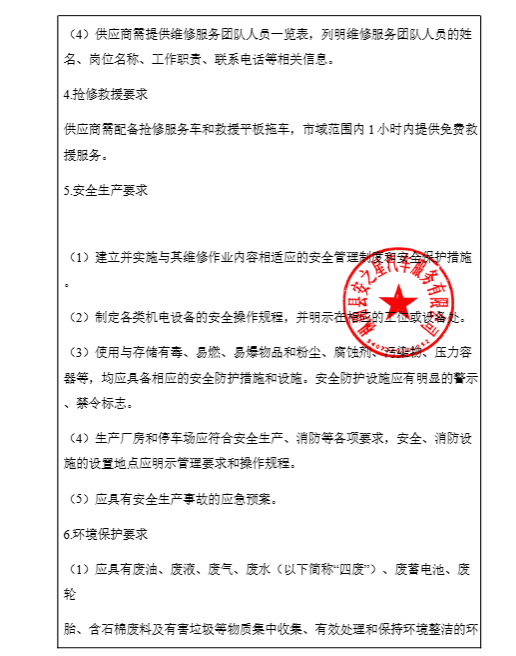 （4）供应商需提供维修服务团队人员一览表，列明维修服务团队人员的姓
名、岗位名称、工作职责、联系电话等相关信息。
4.抢修救援要求
供应商需配备抢修服务车和救援平板拖车，市域范围内 1 小时内提供免费救
援服务。
5.安全生产要求
（1）建立并实施与其维修作业内容相适应的安全管理制度和安全保护措施
。
（2）制定各类机电设备的安全操作规程，并明示在相应的工位或设备处。
（3）使用与存储有毒、易燃、易爆物品和粉尘、腐蚀剂、污染物、压力容
器等，均应具备相应的安全防护措施和设施。安全防护设施应有明显的警示
、禁令标志。
（4）生产厂房和停车场应符合安全生产、消防等各项要求，安全、消防设
施的设置地点应明示管理要求和操作规程。
（5）应具有安全生产事故的应急预案。
6.环境保护要求
（1）应具有废油、废液、废气、废水（以下简称“四废”）、废蓄电池、废
轮
胎、含石棉废料及有害垃圾等物质集中收集、有效处理和保持环境整洁的环
县安之星汽车服务有限公司